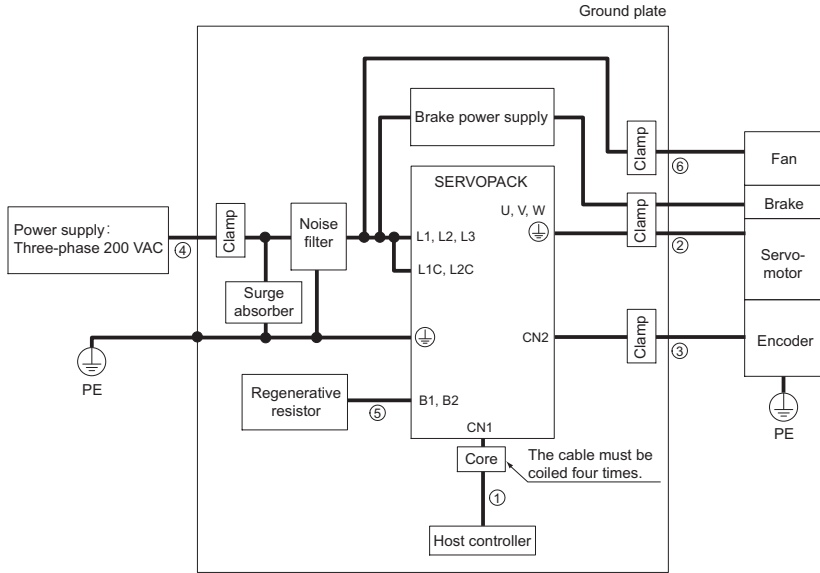 Ground plate
Brake power supply
Clamp
⑥
Fan
SERVOPACK
Brake
Power supply:
Three-phase 200 VAC
④
Clamp
Noise
filter
L1, L2, L3
U, V, W
Clamp
②
Servo-
motor
L1C, L2C
Surge
absorber
CN2
Clamp
③
Encoder
PE
Regenerative
resistor
⑤
B1, B2
PE
CN1
Core
The cable must be
coiled four times.
①
Host controller